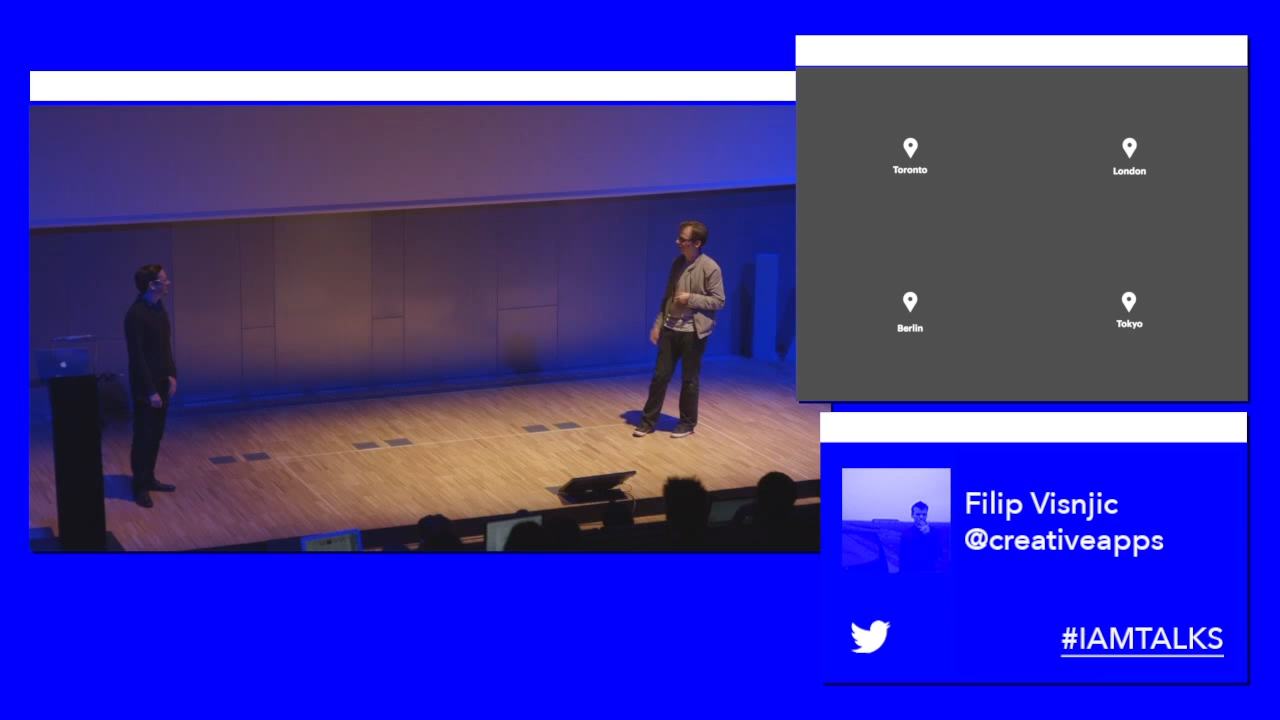 Toronto
London
Berlin
Tokyo
Filip Visnjic
@creativeapps
#IAMTALKS